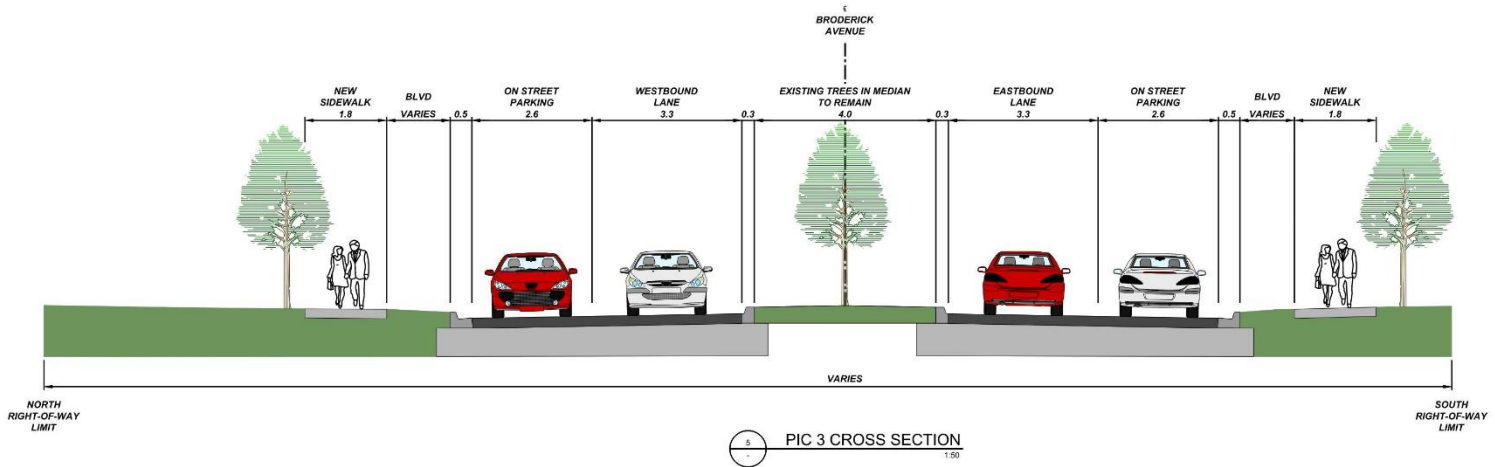 ℄
BRODERICK
AVENUE
NEW
SIDEWALK
1.8
BLVD
VARIES
0.5
ON STREET
PARKING
2.6
WESTBOUND
LANE
3.3
0.3
EXISTING TREES IN MEDIAN
TO REMAIN
4.0
0.3
EASTBOUND
LANE
3.3
ON STREET
PARKING
2.6
0.5
BLVD
VARIES
NEW
SIDEWALK
1.8
VARIES
NORTH
RIGHT-OF-WAY
LIMIT
SOUTH
RIGHT-OF-WAY
LIMIT
5
-
PIC 3 CROSS SECTION
1:50